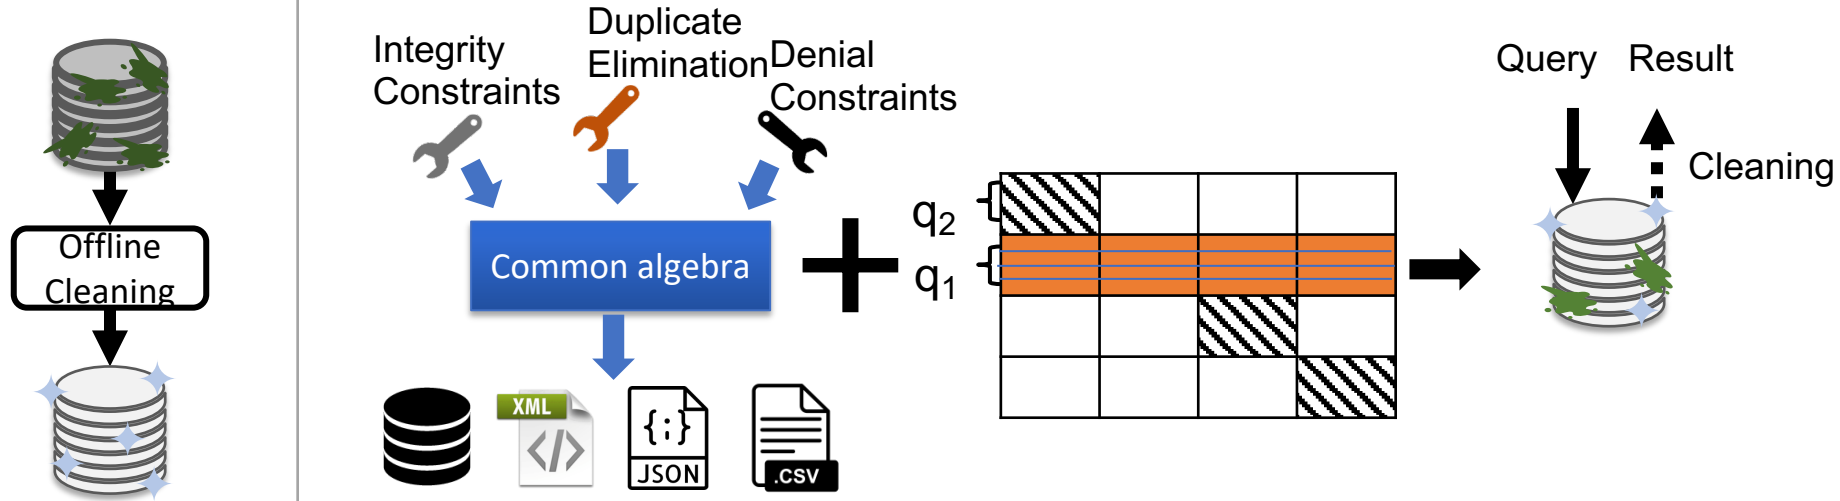 Offline
Cleaning
Integrity
Constraints
Duplicate
Elimination
Denial
Constraints
Common algebra
XML
</>
{;}
JSON
.CSV
q2
q1
Query
Result
Cleaning